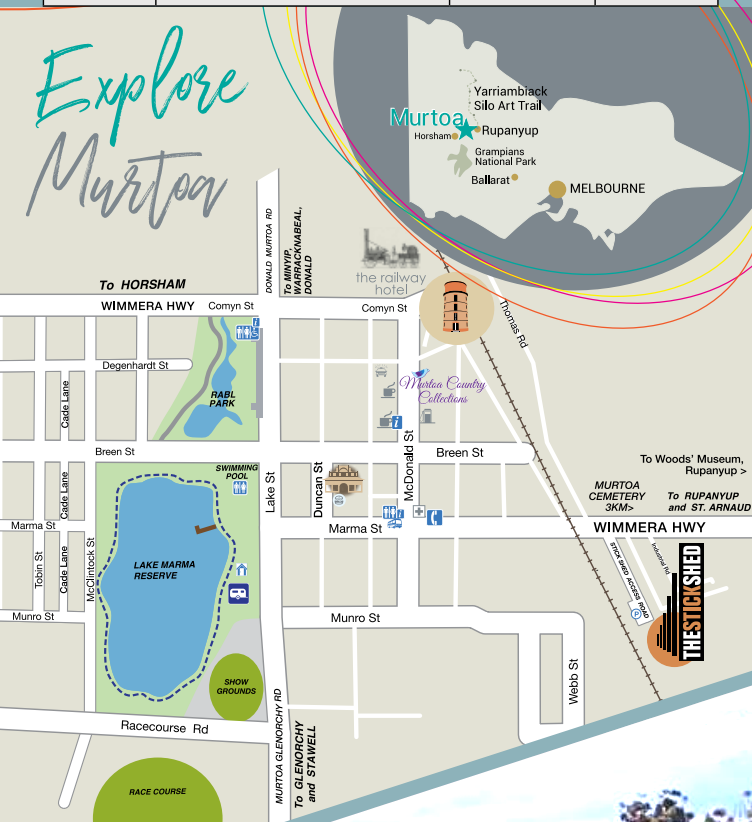 Explore
Murtoa
Yarriambiack
Silo Art Trail
Murtoa
Horsham
Rupanyup
Grampians
National Park
Ballarat
MELBOURNE
DONALD MURTOA RD
To MINYIP,
WARRACKNABEAL,
DONALD
the railway
hotel
To HORSHAM
WIMMERA HWY
Comyn St
Comyn St
Thomas Rd
Degenhardt St
Cade Lane
RABL
PARK
Murtoa Country
Collections
McDonald St
Breen St
Breen St
To Woods' Museum,
Rupanyup >
SWIMMING
POOL
Lake St
Duncan St
Cade Lane
MURTOA
CEMETERY
3KM>
To RUPANYUP
and ST. ARNAUD
Marma St
Marma St
WIMMERA HWY
Tobin St
Cade Lane
McClintock St
LAKE MARMA
RESERVE
STICK SHED ACCESS ROAD
Industrial Rd
P
THESTICKSHED
Munro St
Munro St
SHOW
GROUNDS
Webb St
Racecourse Rd
MURTOA GLENORCHY RD
To GLENORCHY
and STAWELL
RACE COURSE